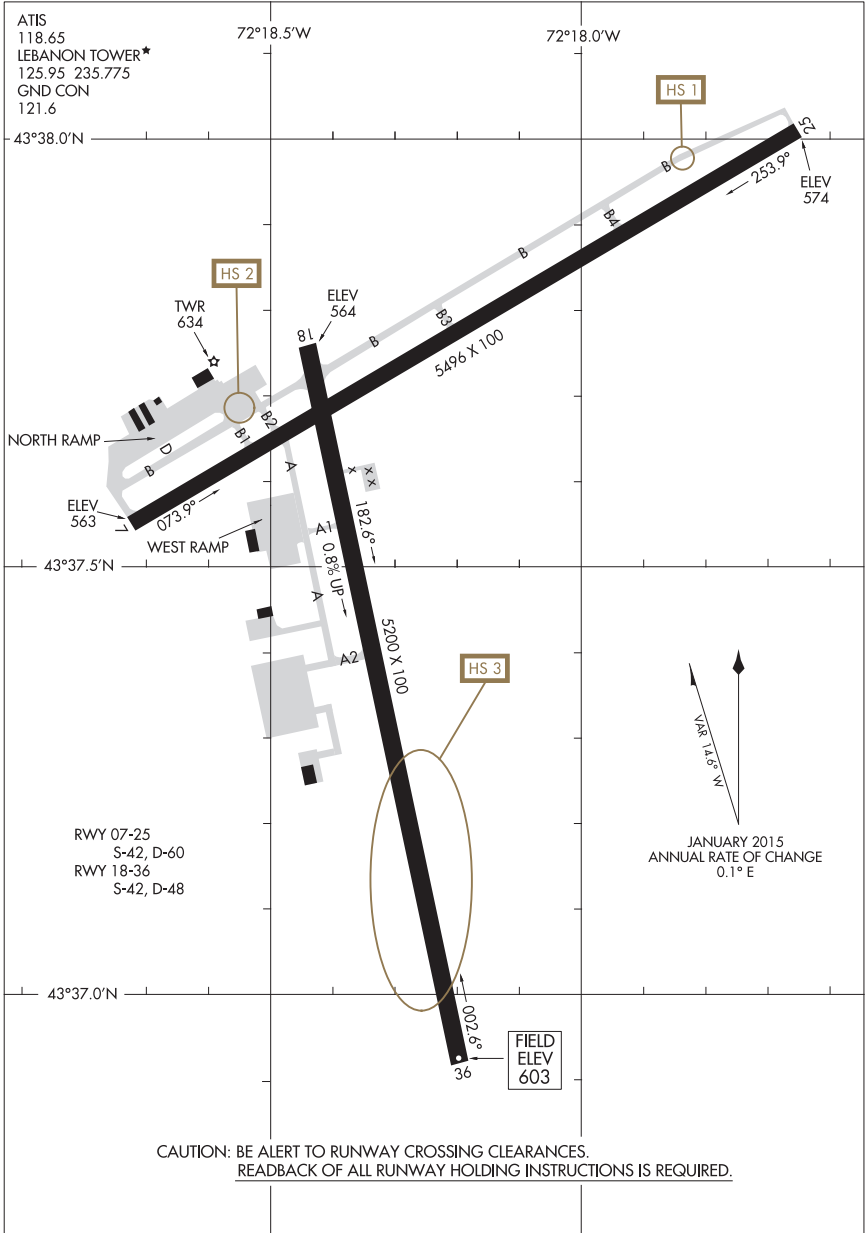 ATIS
118.65
LEBANON TOWER★
125.95 235.775
GND CON
121.6
72°18.5'W
72°18.0'W
HS 1
25
43°38.0'N
B
253.9°
ELEV
574
B4
B
HS 2
TWR
634
ELEV
564
18
B3
B
5496 X 100
NORTH RAMP
B2
B1
D
B
A
x
x x
ELEV
563
7
073.9°
WEST RAMP
A1
182.6°
0.8% UP
43°37.5'N
A
A2
5200 X 100
HS 3
VAR 14.6° W
RWY 07-25
S-42, D-60
RWY 18-36
S-42, D-48
JANUARY 2015
ANNUAL RATE OF CHANGE
0.1° E
43°37.0'N
002.6°
FIELD
ELEV
603
36
CAUTION: BE ALERT TO RUNWAY CROSSING CLEARANCES.
READBACK OF ALL RUNWAY HOLDING INSTRUCTIONS IS REQUIRED.